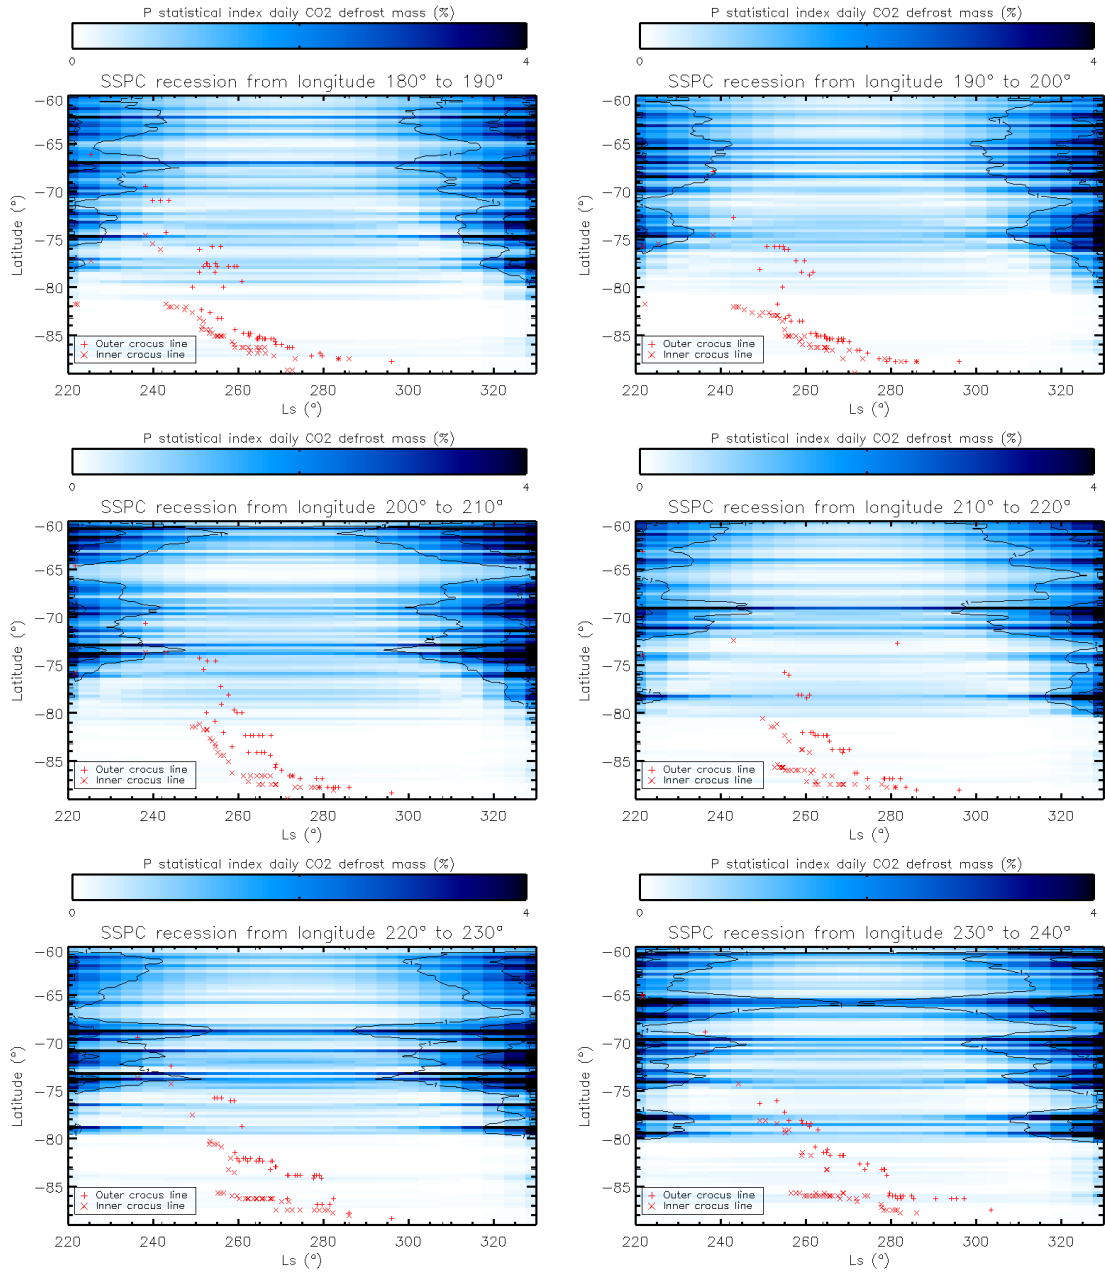 P statistical index daily CO2 defrost mass (%)
0 4
SSPC recession from longitude 180° to 190°
−60
−65
−70
−75
−80
−85
Latitude (°)
+ Outer crocus line
× Inner crocus line
220 240 260 280 300 320
Ls (°)
P statistical index daily CO2 defrost mass (%)
0 4
SSPC recession from longitude 190° to 200°
−60
−65
−70
−75
−80
−85
Latitude (°)
+ Outer crocus line
× Inner crocus line
220 240 260 280 300 320
Ls (°)
P statistical index daily CO2 defrost mass (%)
0 4
SSPC recession from longitude 200° to 210°
−60
−65
−70
−75
−80
−85
Latitude (°)
+ Outer crocus line
× Inner crocus line
220 240 260 280 300 320
Ls (°)
P statistical index daily CO2 defrost mass (%)
0 4
SSPC recession from longitude 210° to 220°
−60
−65
−70
−75
−80
−85
Latitude (°)
+ Outer crocus line
× Inner crocus line
220 240 260 280 300 320
Ls (°)
P statistical index daily CO2 defrost mass (%)
0 4
SSPC recession from longitude 220° to 230°
−60
−65
−70
−75
−80
−85
Latitude (°)
+ Outer crocus line
× Inner crocus line
220 240 260 280 300 320
Ls (°)
P statistical index daily CO2 defrost mass (%)
0 4
SSPC recession from longitude 230° to 240°
−60
−65
−70
−75
−80
−85
Latitude (°)
+ Outer crocus line
× Inner crocus line
220 240 260 280 300 320
Ls (°)